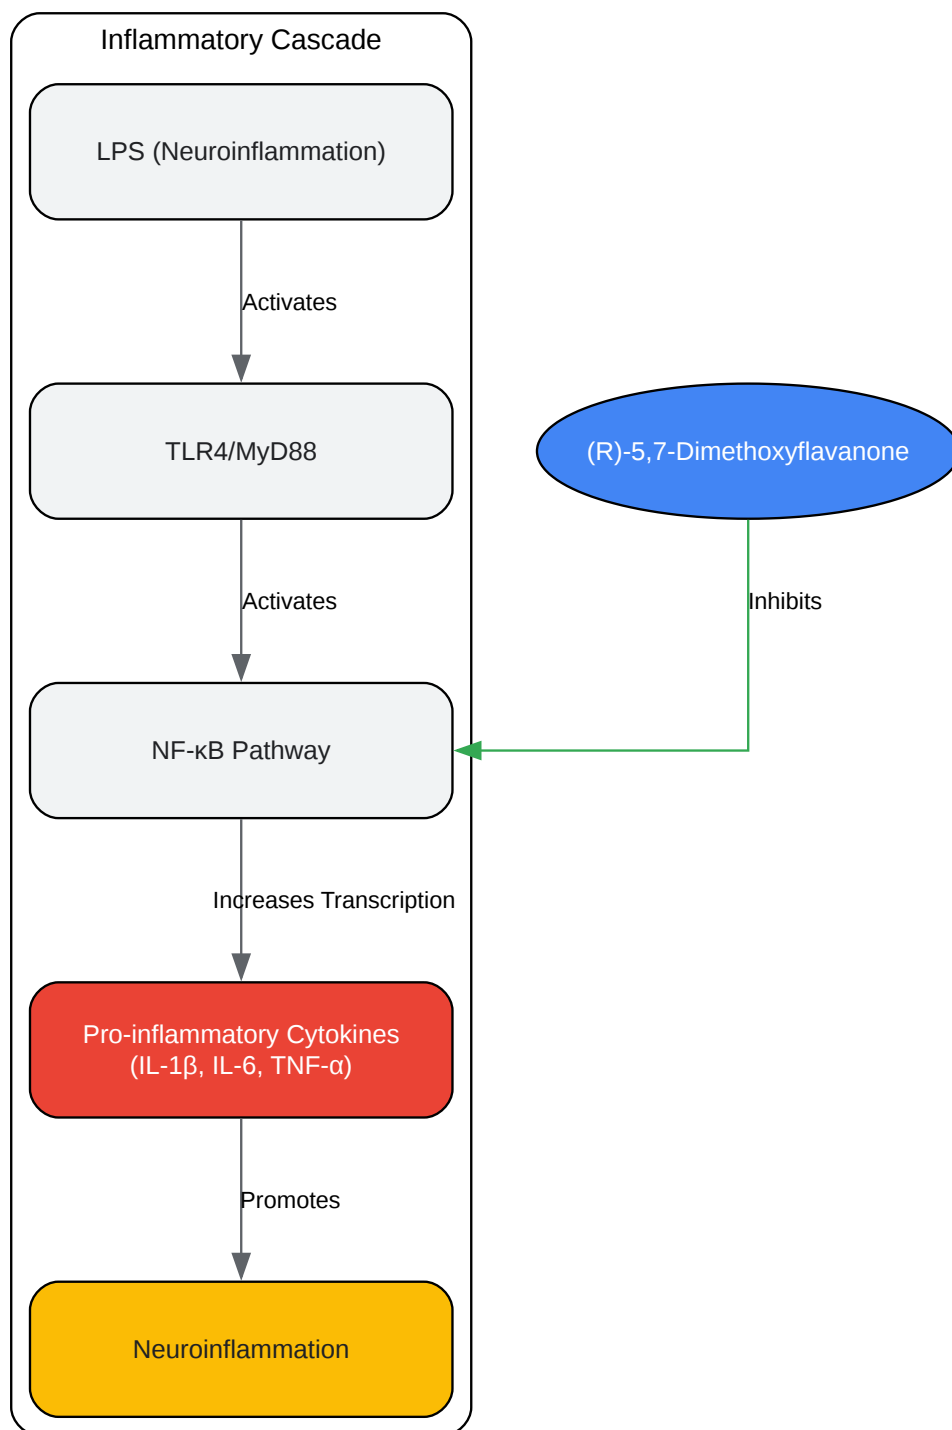 Inflammatory Cascade
LPS (Neuroinflammation)
Activates
TLR4/MyD88
(R)-5,7-Dimethoxyflavanone
Activates
Inhibits
NF-κB Pathway
Increases Transcription
Pro-inflammatory Cytokines
(IL-1β, IL-6, TNF-α)
Promotes
Neuroinflammation